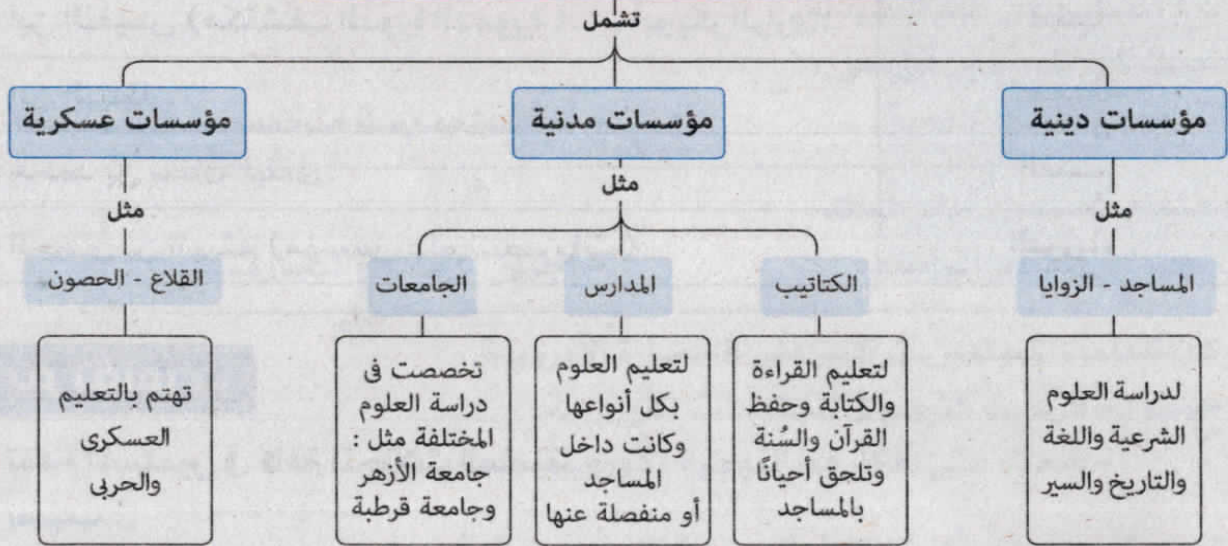 تشمل
مؤسسات دينية
مؤسسات مدنية
مؤسسات عسكرية
مثل
مثل
مثل
المساجد - الزوايا
الكتاتيب
المدارس
الجامعات
القلاع - الحصون
لدراسة العلوم
الشرعية واللغة
والتاريخ والسير
لتعليم القراءة
والكتابة وحفظ
القرآن والسُنة
وتلحق أحيانًا
بالمساجد
لتعليم العلوم
بكل أنواعها
وكانت داخل
المساجد
أو منفصلة عنها
تخصصت فى
دراسة العلوم
المختلفة مثل :
جامعة الأزهر
وجامعة قرطبة
تهتم بالتعليم
العسكرى
والحربى